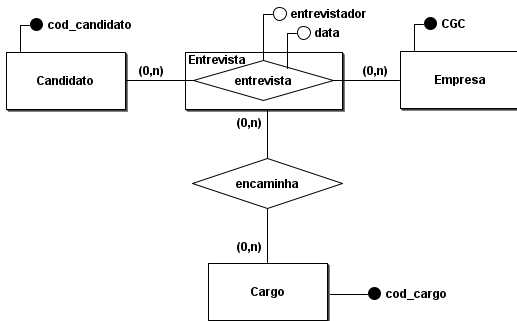 entrevistador
cod_candidato
CGC
data
Entrevista
Candidato
(0,n)
entrevista
(0,n)
Empresa
(0,n)
encaminha
(0,n)
Cargo
cod_cargo